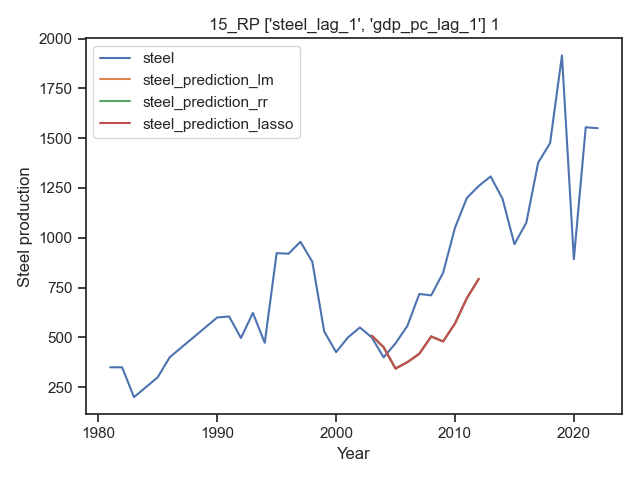 15_RP ['steel_lag_1', 'gdp_pc_lag_1'] 1
2000
1750
1500
1250
1000
750
500
250
Steel production
steel
steel_prediction_lm
steel_prediction_rr
steel_prediction_lasso
1980
1990
2000
2010
2020
Year